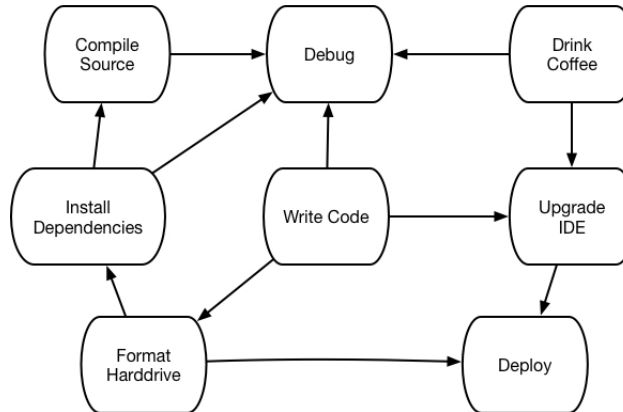 Compile
Source
Debug
Drink
Coffee
Install
Dependencies
Write Code
Upgrade
IDE
Format
Harddrive
Deploy